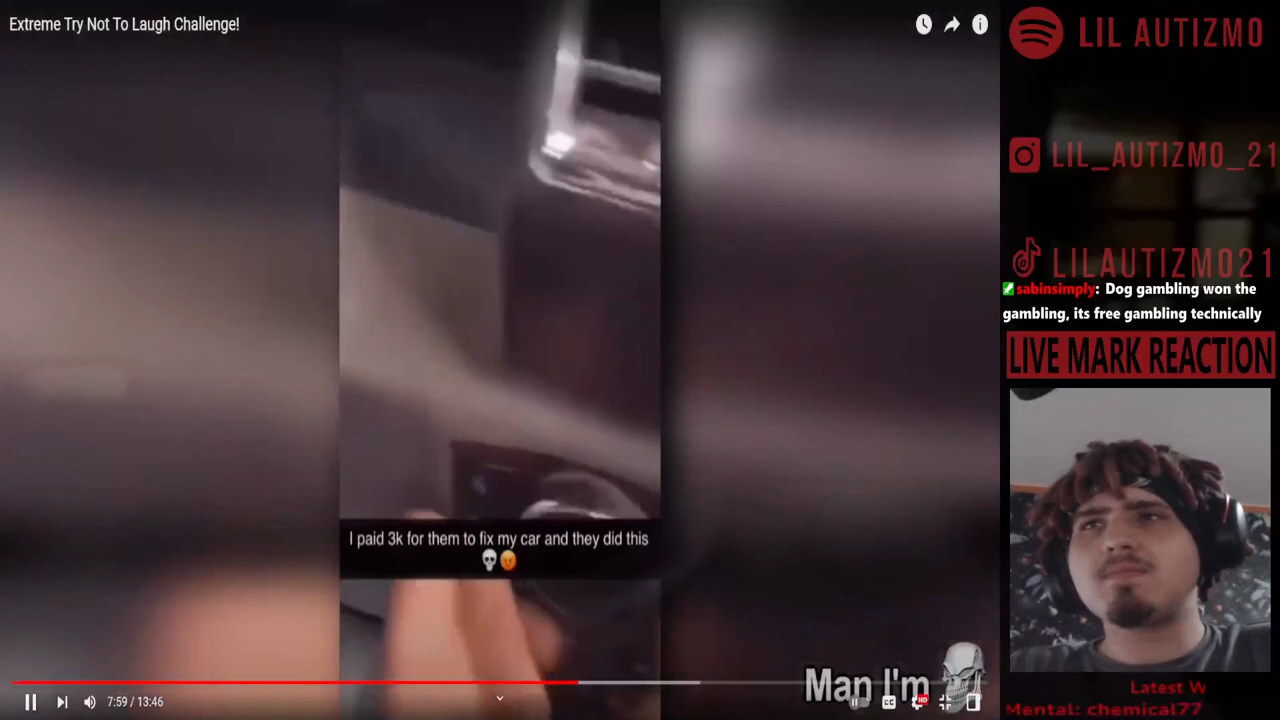 Extreme Try Not To Laugh Challenge!
LIL AUTIZMO
LIL_AUTIZMO_21
LILAUTIZMO21
sabinsimply: Dog gambling won the
gambling, its free gambling technically
LIVE MARK REACTION
I paid 3k for them to fix my car and they did this
💀😡
Man I'm
7:59 / 13:46
CC
HD
Latest W
Mental: chemical77